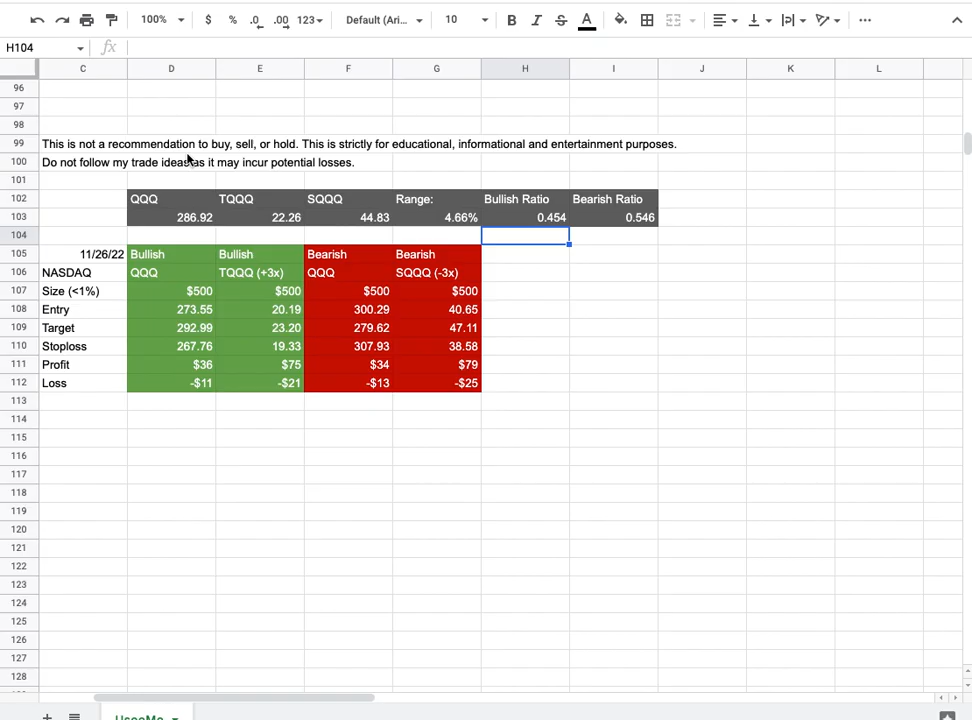 100% $ % .0 .00 123 Default (Ari... 10 B I S A
H104 fx
C D E F G H I J K L
96
97
98
99 This is not a recommendation to buy, sell, or hold. This is strictly for educational, informational and entertainment purposes.
100 Do not follow my trade ideas as it may incur potential losses.
101
102 QQQ TQQQ SQQQ Range: Bullish Ratio Bearish Ratio
103 286.92 22.26 44.83 4.66% 0.454 0.546
104
105 11/26/22 Bullish Bullish Bearish Bearish
106 NASDAQ QQQ TQQQ (+3x) QQQ SQQQ (-3x)
107 Size (<1%) $500 $500 $500 $500
108 Entry 273.55 20.19 300.29 40.65
109 Target 292.99 23.20 279.62 47.11
110 Stoploss 267.76 19.33 307.93 38.58
111 Profit $36 $75 $34 $79
112 Loss -$11 -$21 -$13 -$25
113
114
115
116
117
118
119
120
121
122
123
124
125
126
127
128